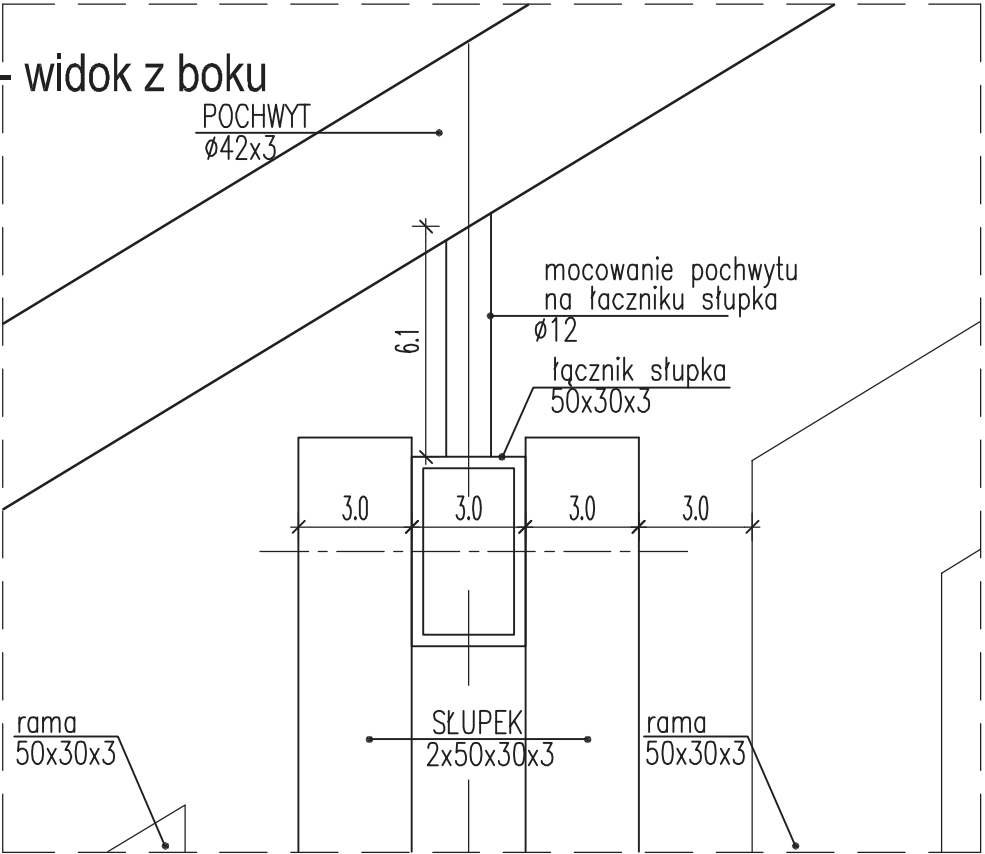 - widok z boku
POCHWYT
ø42x3
mocowanie pochwytu
na łaczniku słupka
ø12
łącznik słupka
50x30x3
6.1
3.0 3.0 3.0 3.0
rama
50x30x3
SŁUPEK
2x50x30x3
rama
50x30x3